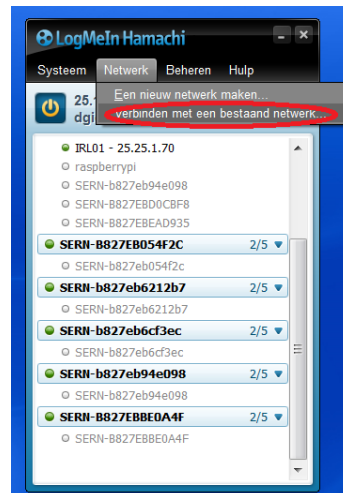 LogMeIn Hamachi
Systeem Netwerk Beheren Hulp
Een nieuw netwerk maken...
Verbinden met een bestaand netwerk...
25.
dgi
IRL01 - 25.25.1.70
raspberrypi
SERN-b827eb94e098
SERN-B827EBD0CBF8
SERN-B827EBEAD935
SERN-B827EB054F2C 2/5
SERN-b827eb054f2c
SERN-b827eb6212b7 2/5
SERN-b827eb6212b7
SERN-b827eb6cf3ec 2/5
SERN-b827eb6cf3ec
SERN-b827eb94e098 2/5
SERN-b827eb94e098
SERN-B827EBBE0A4F 2/5
SERN-B827EBBE0A4F